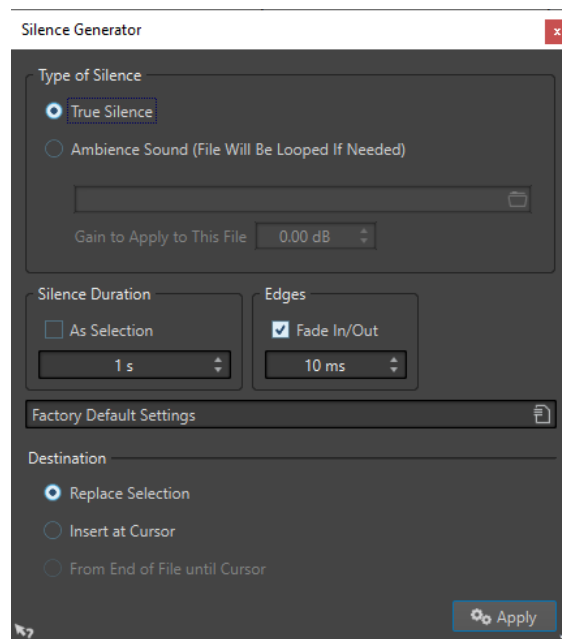 Silence Generator
x
Type of Silence
True Silence
Ambience Sound (File Will Be Looped If Needed)
Gain to Apply to This File 0.00 dB
Silence Duration Edges
As Selection Fade In/Out
1 s 10 ms
Factory Default Settings
Destination
Replace Selection
Insert at Cursor
From End of File until Cursor
Apply
?